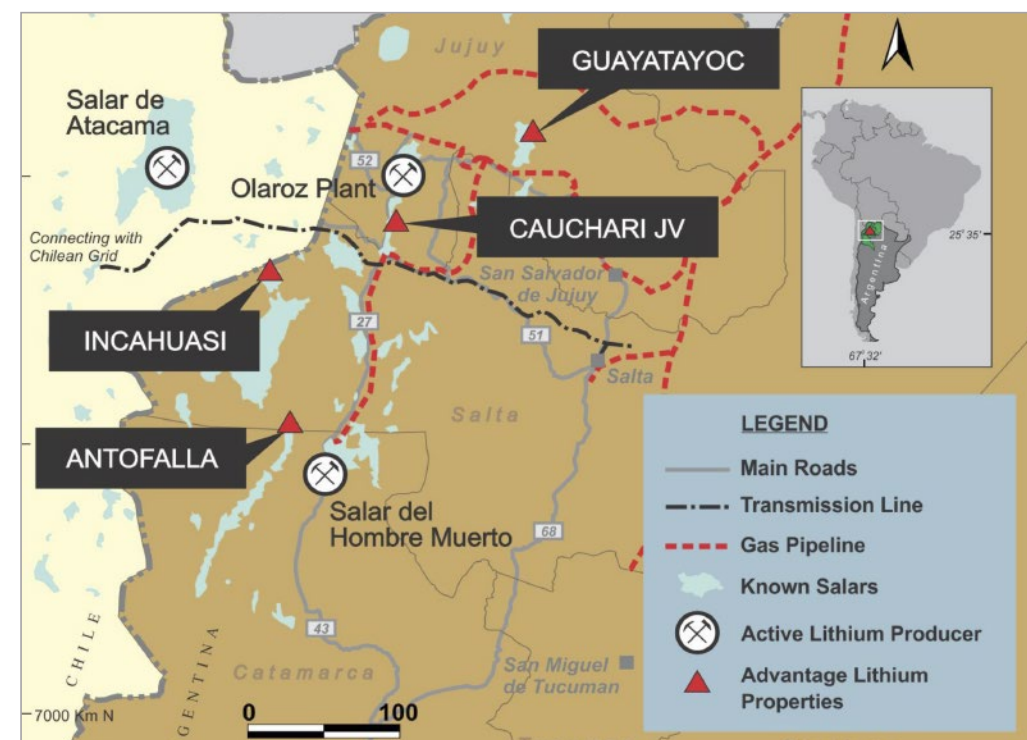 Jujuy
GUAYATAYOC
Salar de
Atacama
52
Olaroz Plant
CAUCHARI JV
Connecting with
Chilean Grid
San Salvador
de Jujuy
INCAHUASI
27
51
Salta
Salta
ANTOFALLA
Salar del
Hombre Muerto
68
43
CHILE
GENTINA
Catamarca
San Miguel
de Tucuman
7000 Km N
0 100
Argentina
25° 35'
67° 32'
LEGEND
Main Roads
Transmission Line
Gas Pipeline
Known Salars
Active Lithium Producer
Advantage Lithium
Properties